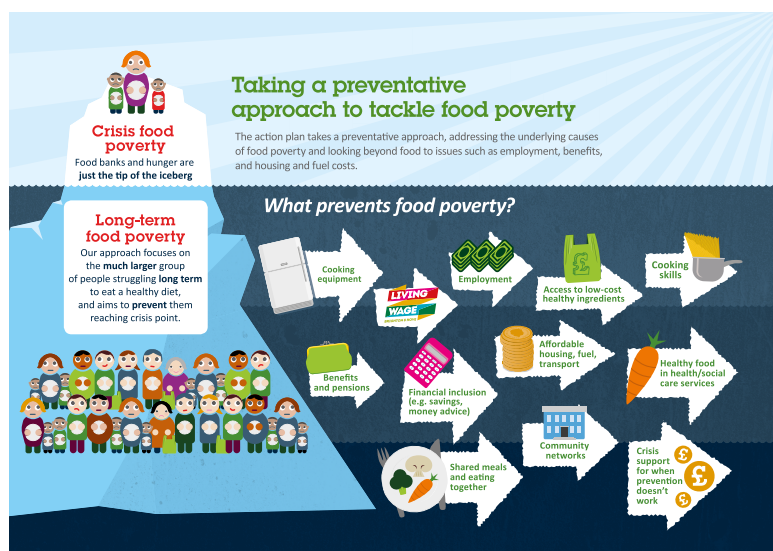 Taking a preventative
approach to tackle food poverty
The action plan takes a preventative approach, addressing the underlying causes
of food poverty and looking beyond food to issues such as employment, benefits,
and housing and fuel costs.
Crisis food
poverty
Food banks and hunger are
just the tip of the iceberg
Long-term
food poverty
Our approach focuses on
the much larger group
of people struggling long term
to eat a healthy diet,
and aims to prevent them
reaching crisis point.
What prevents food poverty?
Cooking
equipment
LIVING
WAGE
Employment
£
Access to low-cost
healthy ingredients
Cooking
skills
Benefits
and pensions
Financial inclusion
(e.g. savings,
money advice)
Affordable
housing, fuel,
transport
Healthy food
in health/social
care services
Shared meals
and eating
together
Community
networks
Crisis
support
for when
prevention
doesn't
work
£
£
£